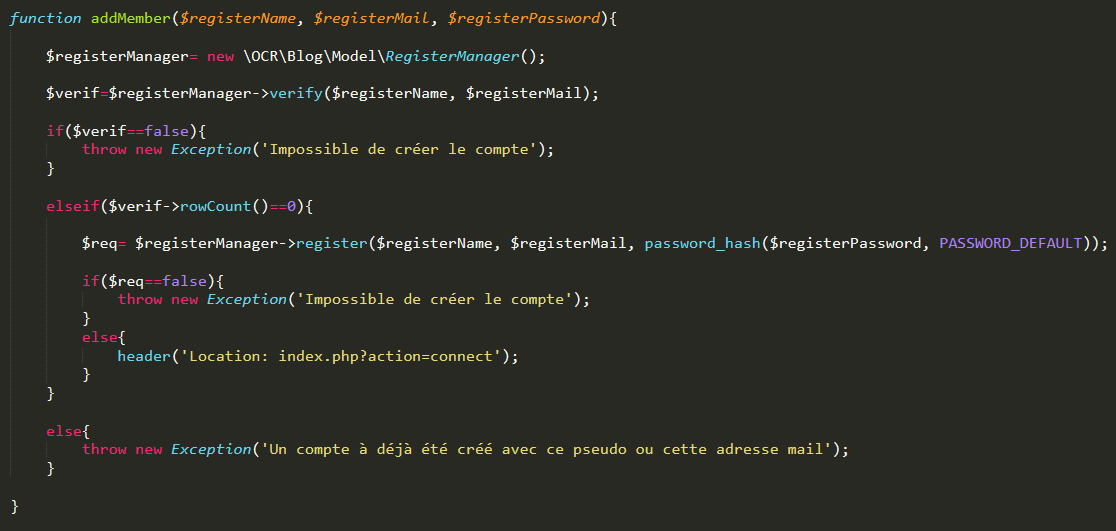 function addMember($registerName, $registerMail, $registerPassword){
$registerManager= new \OCR\Blog\Model\RegisterManager();
$verif=$registerManager->verify($registerName, $registerMail);
if($verif==false){
throw new Exception('Impossible de créer le compte');
}
elseif($verif->rowCount()==0){
$req= $registerManager->register($registerName, $registerMail, password_hash($registerPassword, PASSWORD_DEFAULT));
if($req==false){
throw new Exception('Impossible de créer le compte');
}
else{
header('Location: index.php?action=connect');
}
}
else{
throw new Exception('Un compte à déjà été créé avec ce pseudo ou cette adresse mail');
}
}